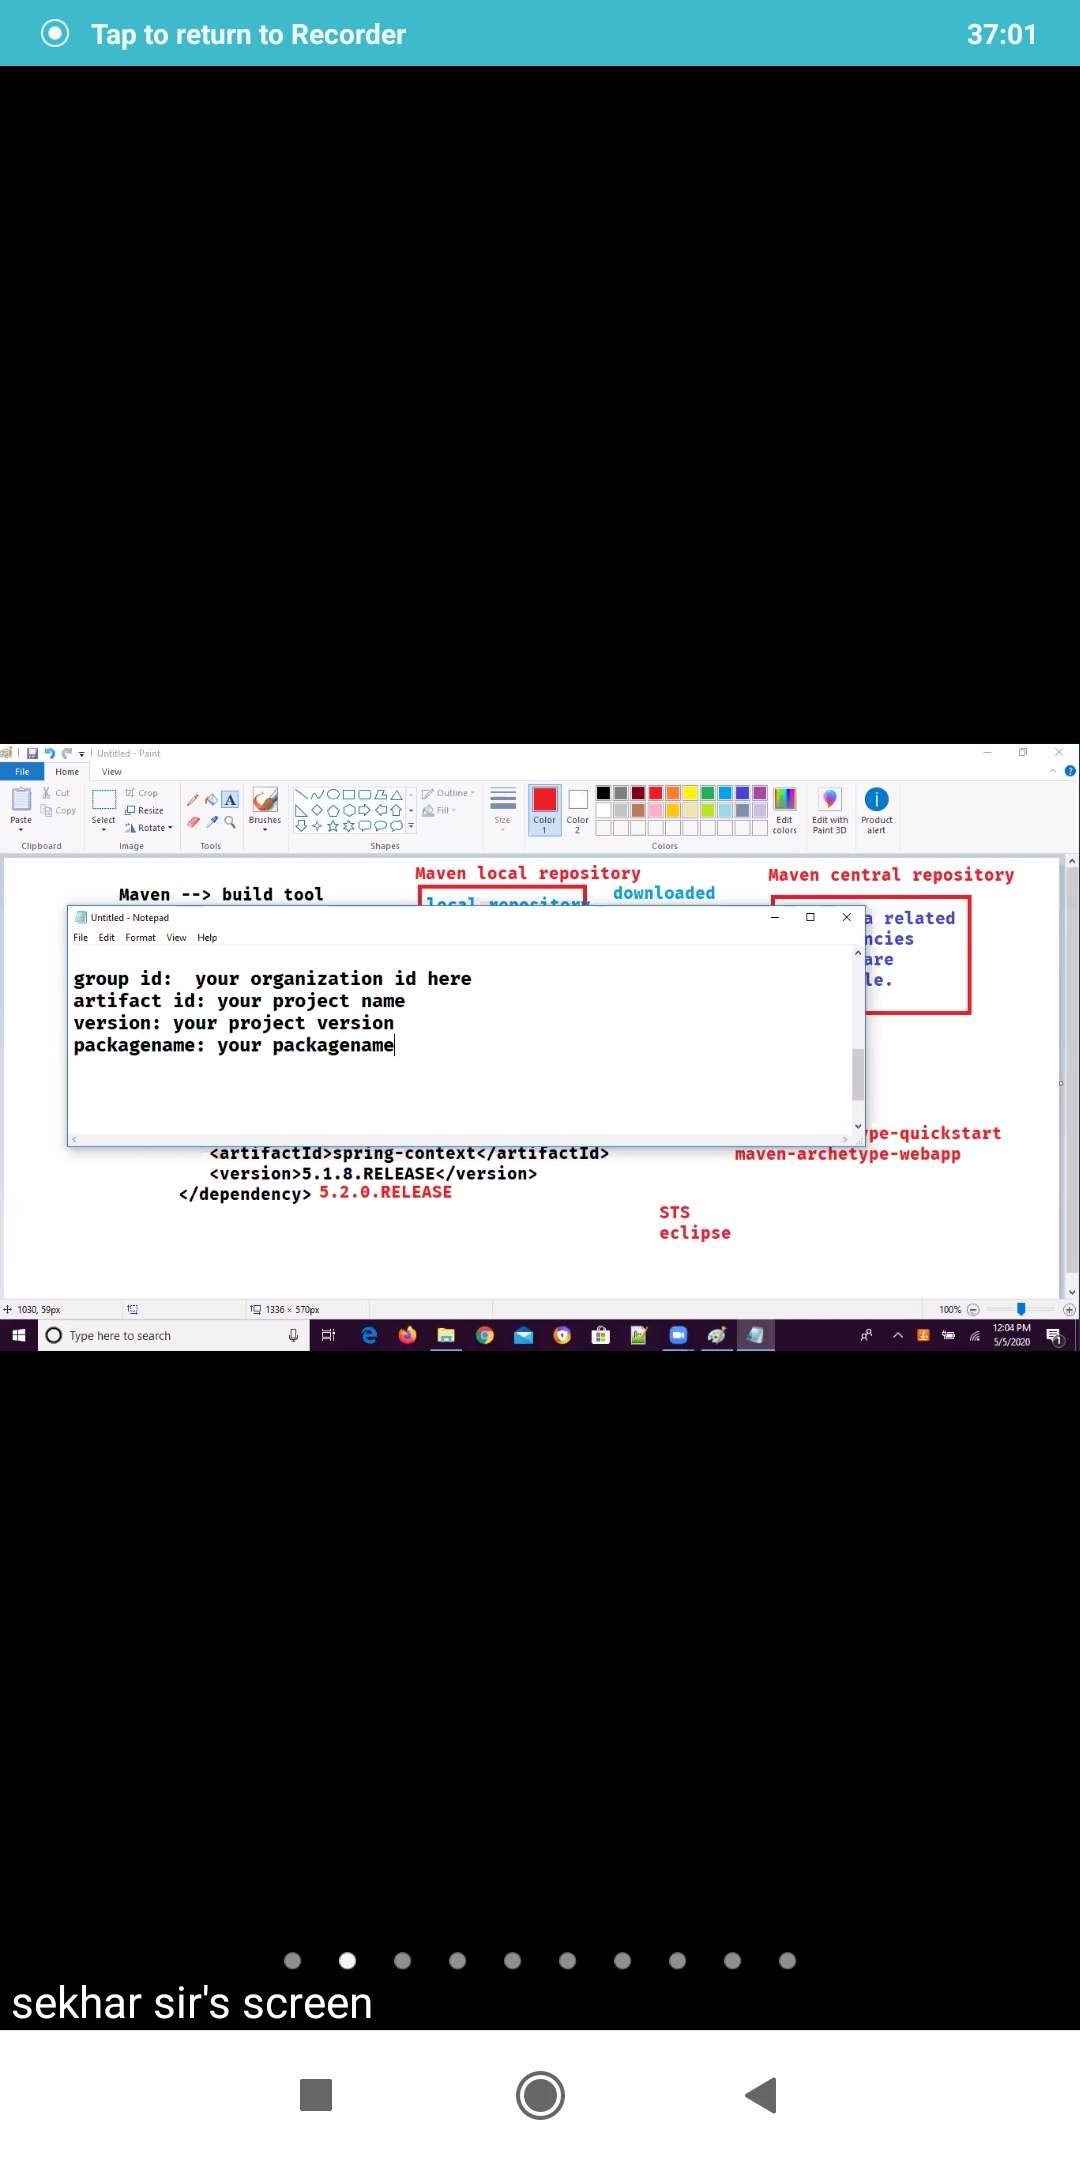 Tap to return to Recorder 37:01
Untitled - Paint
File Home View
Cut
Copy
Paste
Clipboard
Crop
Resize
Rotate
Select
Image
A
Tools
Brushes
Outline
Fill
Shapes
Size
Color 1
Color 2
Edit colors
Colors
Edit with Paint 3D
Product alert
Maven --> build tool
Maven local repository
downloaded
Maven central repository
local repository
a related
ncies
are
le.
Untitled - Notepad
File Edit Format View Help
group id:  your organization id here
artifact id: your project name
version: your project version
packagename: your packagename
<artifactId>spring-context</artifactId>
<version>5.1.8.RELEASE</version>
</dependency> 5.2.0.RELEASE
pe-quickstart
maven-archetype-webapp
STS
eclipse
1030, 59px
1336 × 570px
100%
Type here to search
12:04 PM
5/5/2020
1
sekhar sir's screen